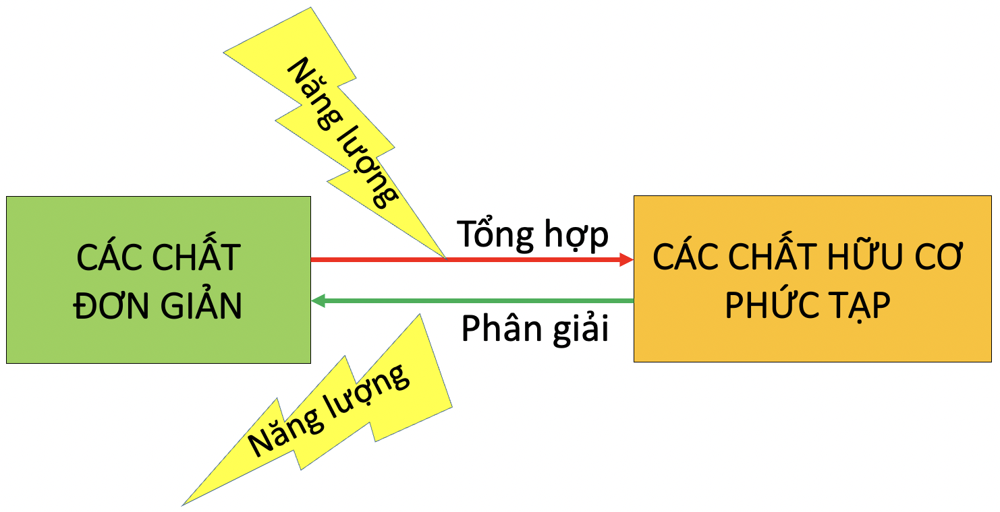 Năng lượng
Tổng hợp
CÁC CHẤT
ĐƠN GIẢN
CÁC CHẤT HỮU CƠ
PHỨC TẠP
Phân giải
Năng lượng